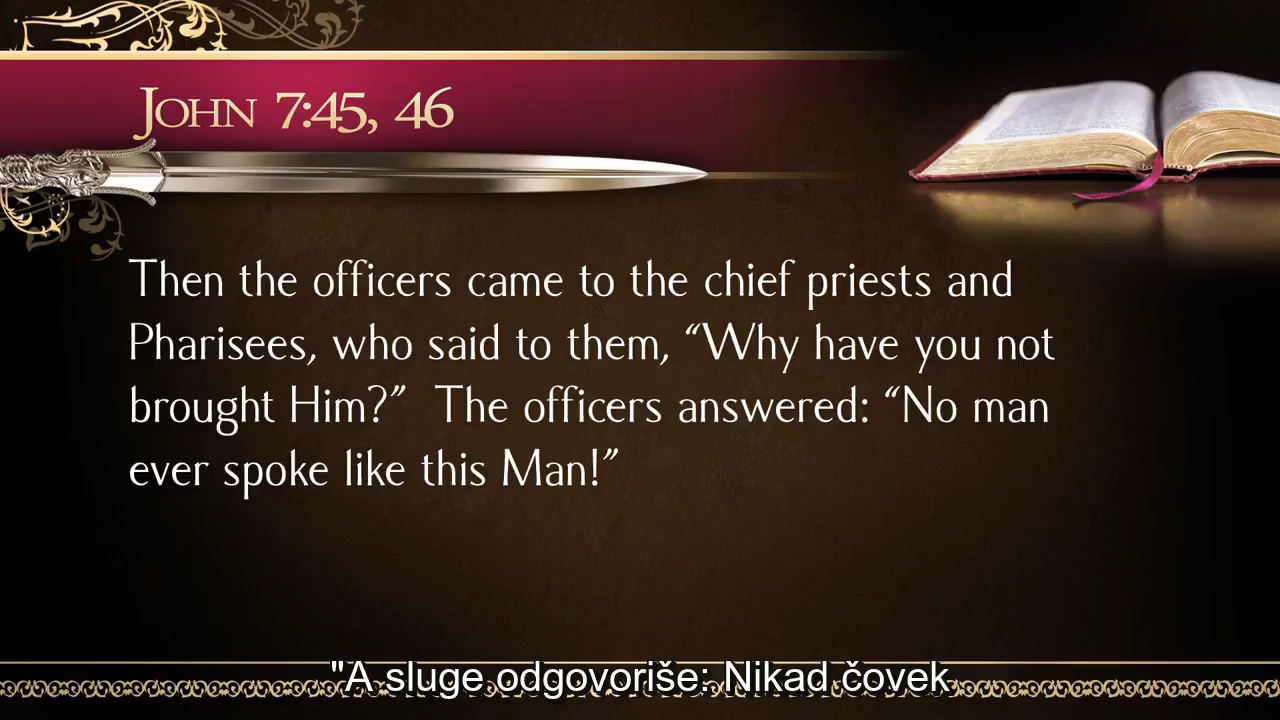 John 7:45, 46
Then the officers came to the chief priests and
Pharisees, who said to them, “Why have you not
brought Him?”  The officers answered: “No man
ever spoke like this Man!”
"A sluge odgovoriše: Nikad čovek